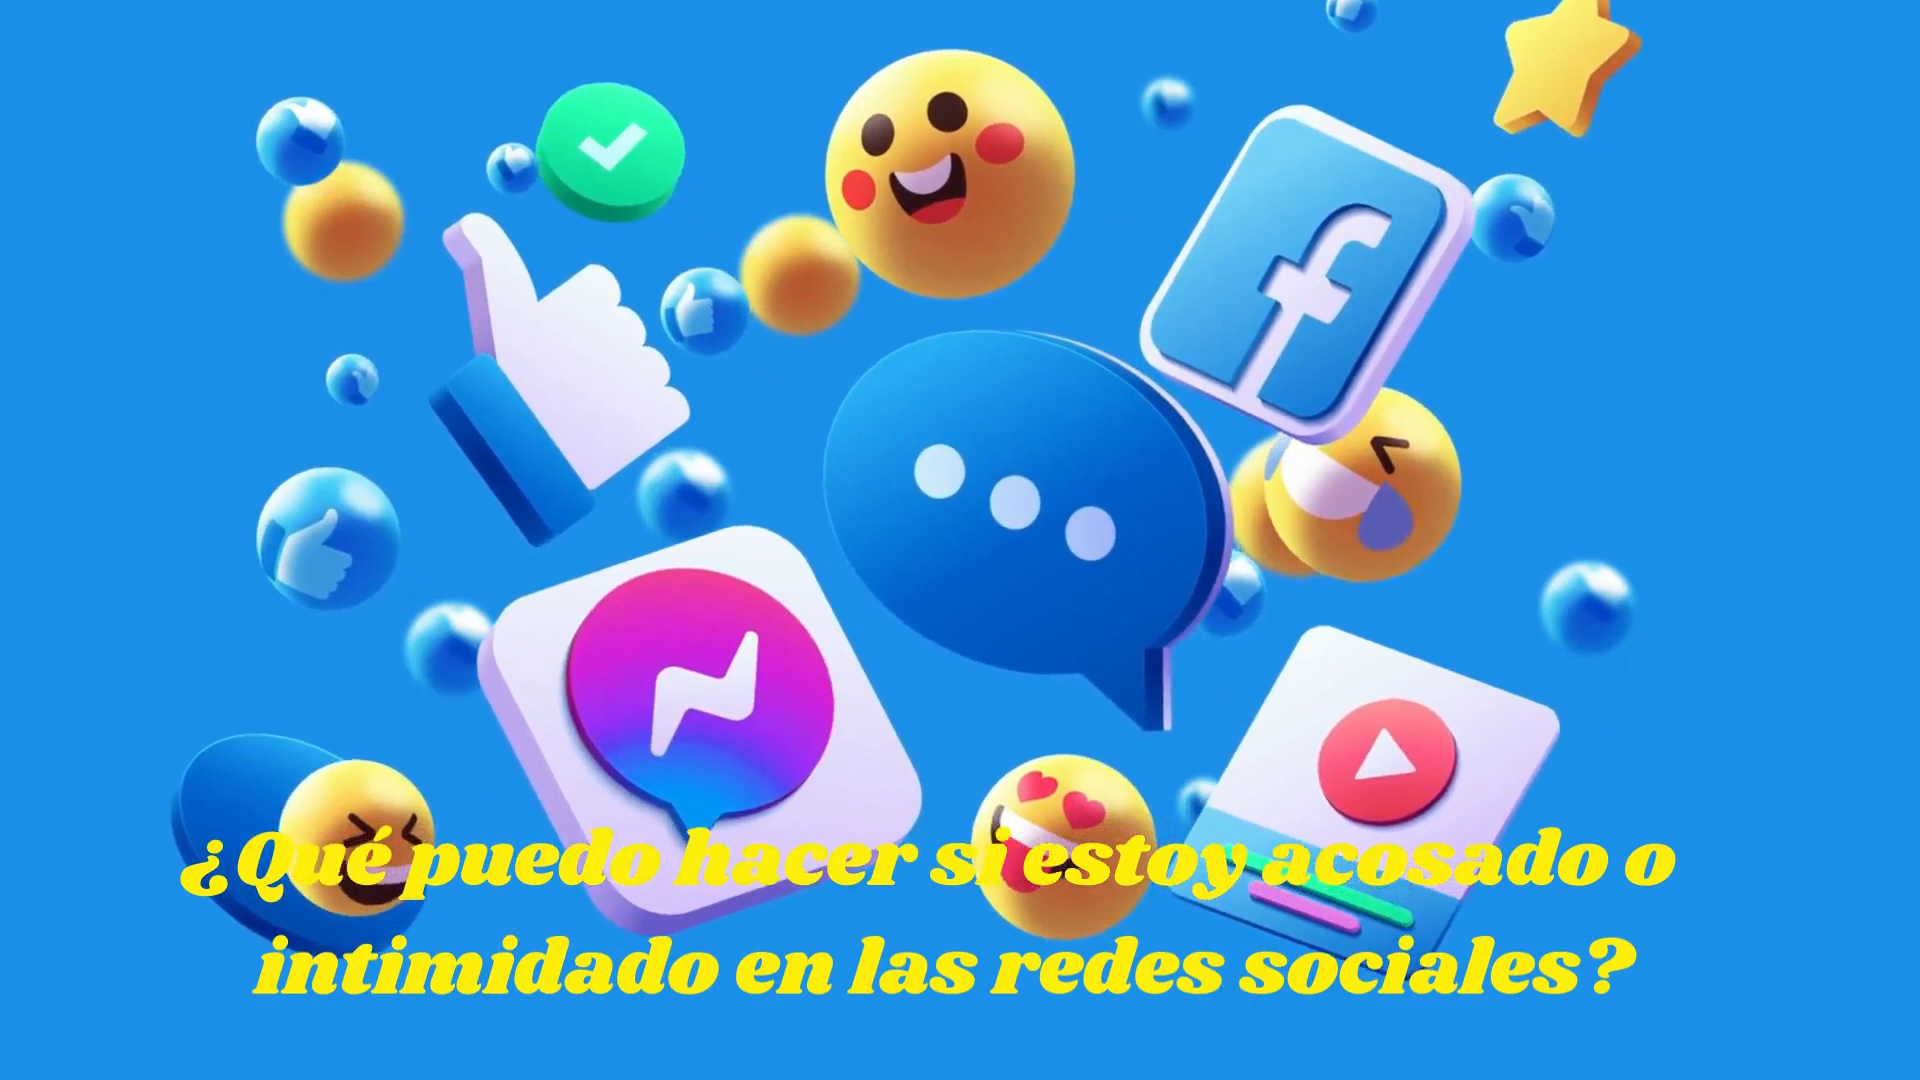 ¿Qué puedo hacer si estoy acosado o
intimidado en las redes sociales?